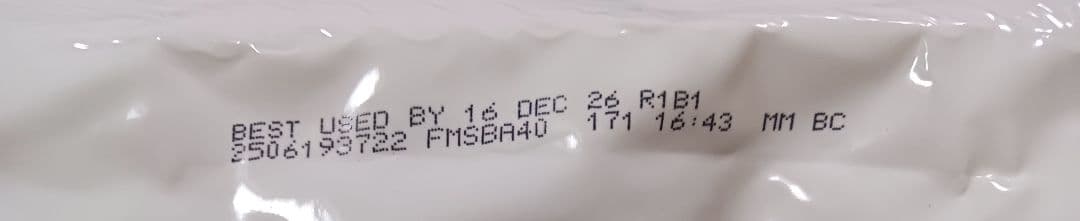 BEST USED BY 16 DEC 26 R1B1
2506193722 FMSBA40 171 16:43 MM BC